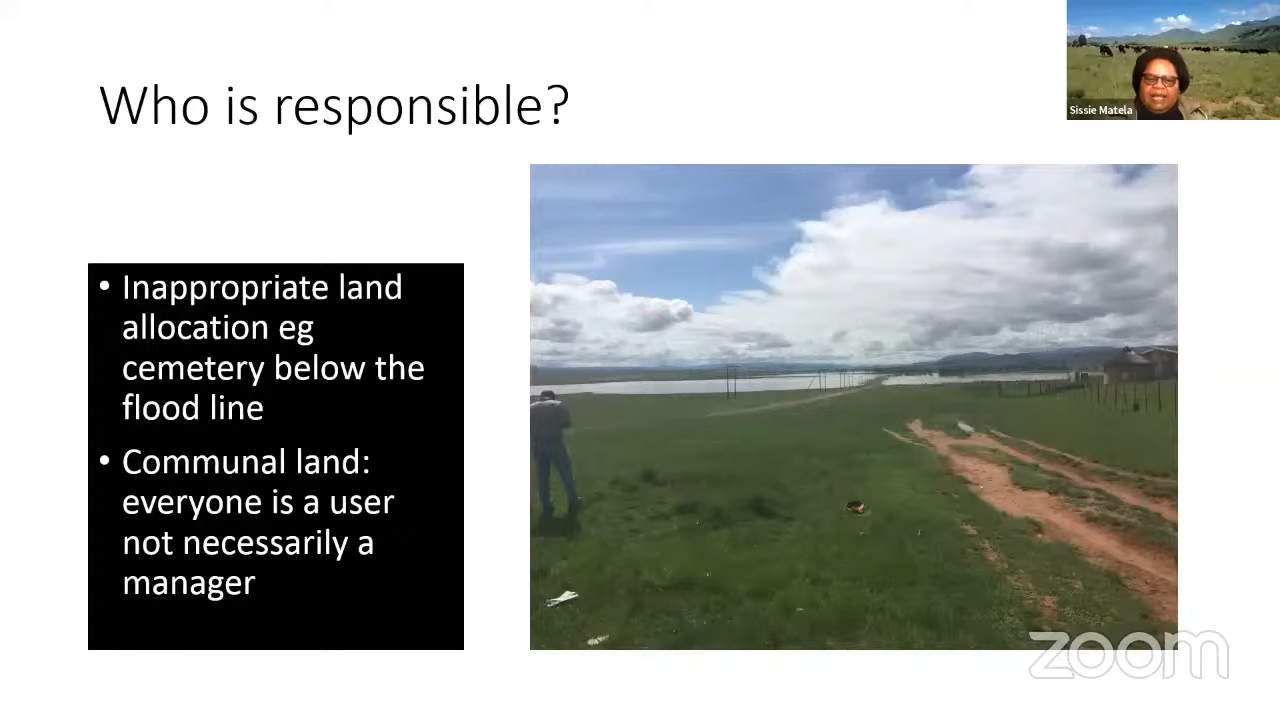 Who is responsible?
Sissie Matela
• Inappropriate land
allocation eg
cemetery below the
flood line
• Communal land:
everyone is a user
not necessarily a
manager
zoom